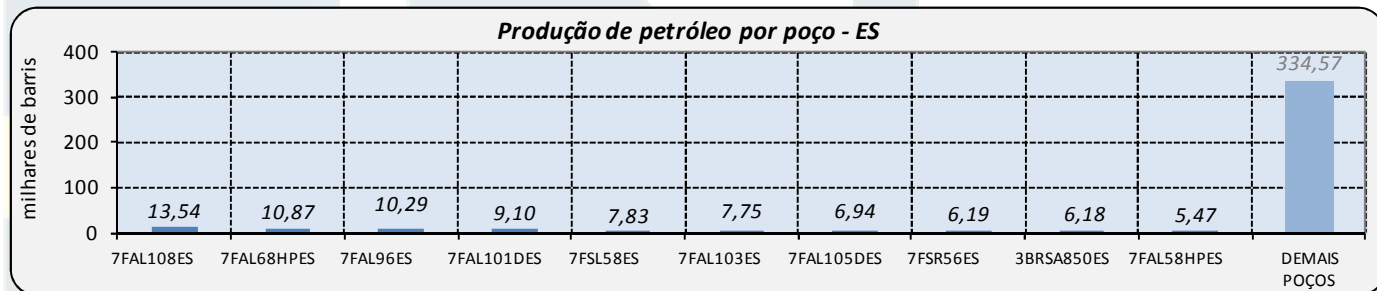 Produção de petróleo por poço - ES
milhares de barris
400
300
200
100
0
13,54 10,87 10,29 9,10 7,83 7,75 6,94 6,19 6,18 5,47 334,57
7FAL108ES 7FAL68HPES 7FAL96ES 7FAL101DES 7FSL58ES 7FAL103ES 7FAL105DES 7FSR56ES 3BRSA850ES 7FAL58HPES DEMAIS
POÇOS